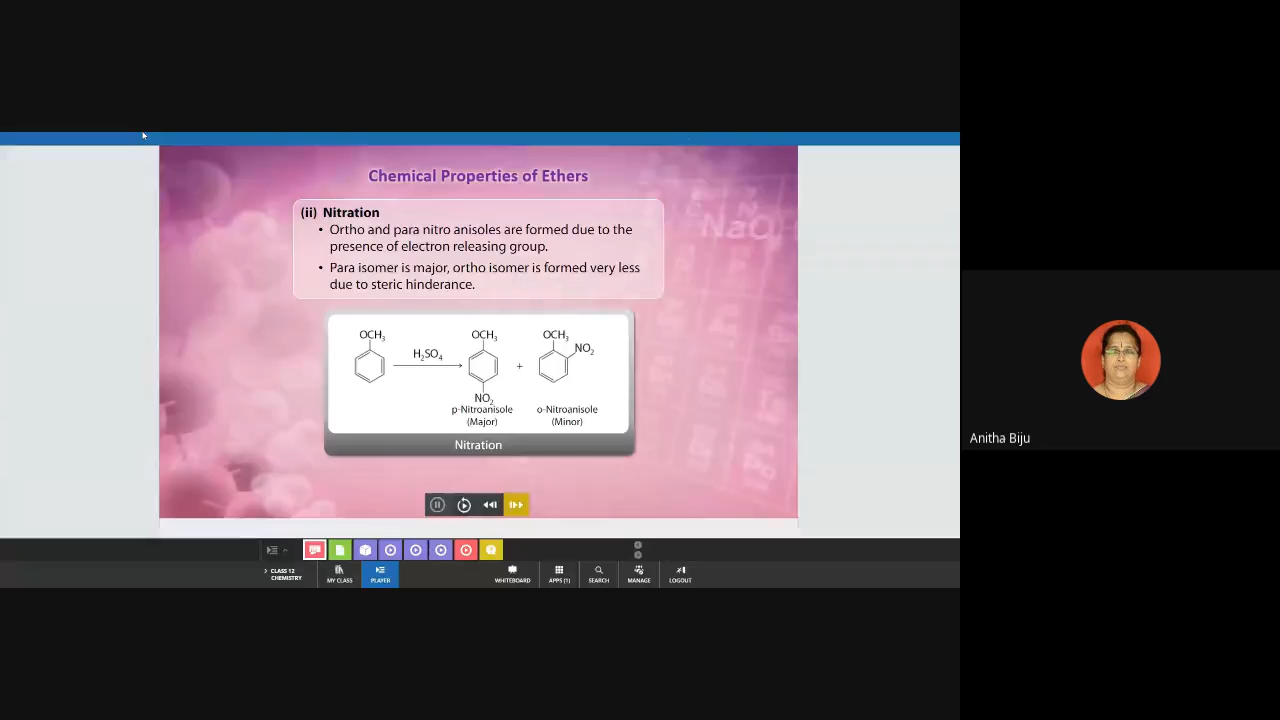 Chemical Properties of Ethers
(ii) Nitration
• Ortho and para nitro anisoles are formed due to the
presence of electron releasing group.
• Para isomer is major, ortho isomer is formed very less
due to steric hinderance.
OCH₃
H₂SO₄
OCH₃
NO₂
p-Nitroanisole
(Major)
+
OCH₃
NO₂
o-Nitroanisole
(Minor)
Nitration
NaOH
Anitha Biju
CLASS 12
CHEMISTRY
MY CLASS
PLAYER
WHITEBOARD
APPS (1)
SEARCH
MANAGE
LOGOUT